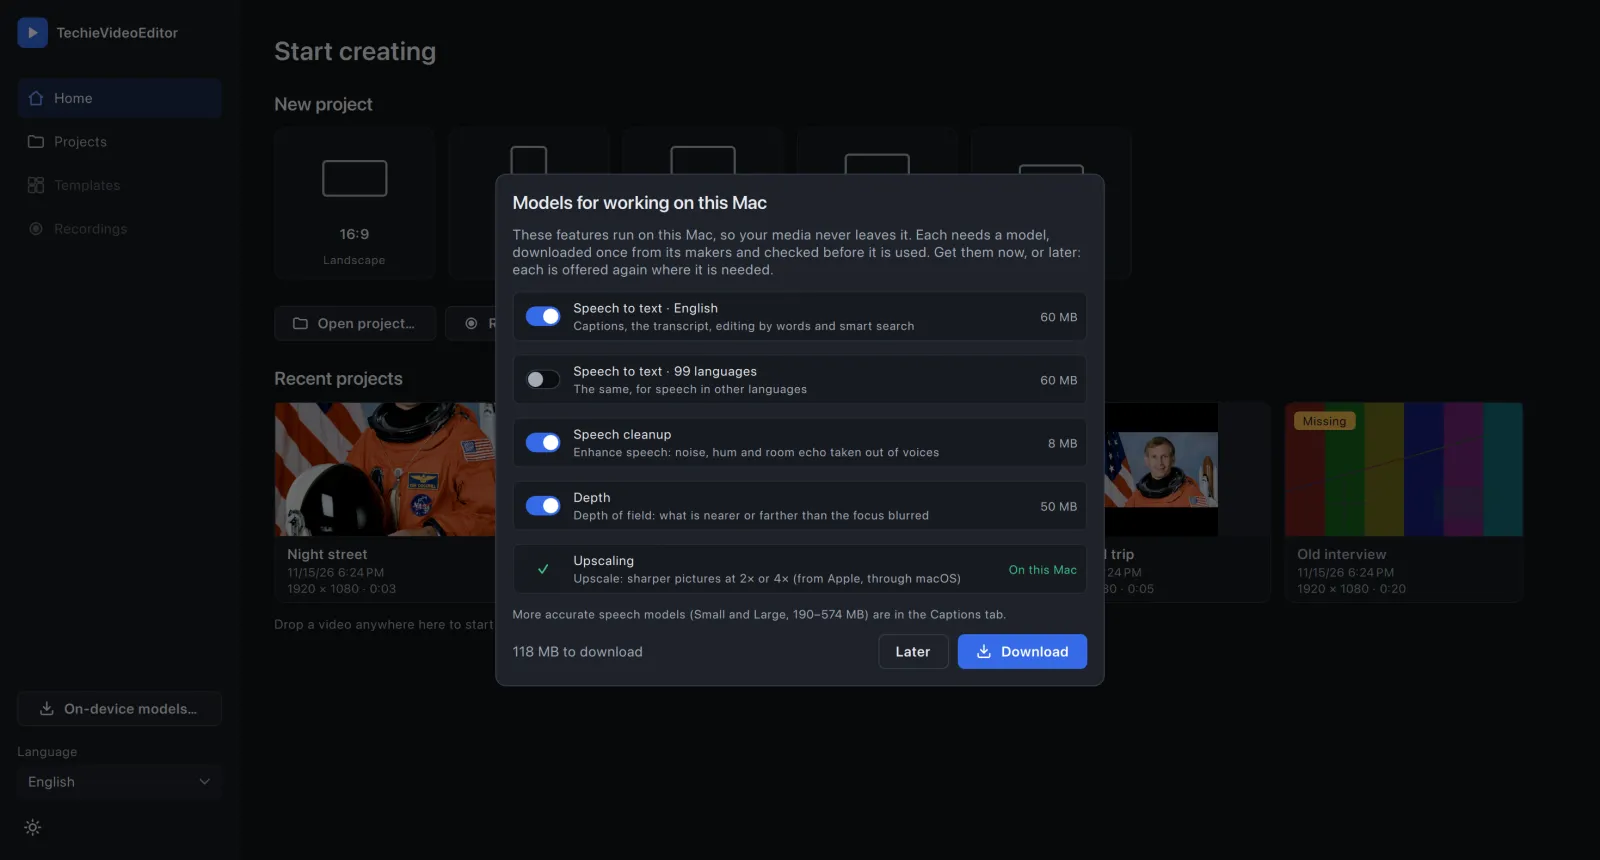 TechieVideoEditor
Home
Projects
Templates
Recordings
On-device models...
Language
English
Start creating
New project
16:9
Landscape
Open project...
R
Recent projects
Night street
11/15/26 6:24 PM
1920 × 1080 · 0:03
Drop a video anywhere here to start
Models for working on this Mac
These features run on this Mac, so your media never leaves it. Each needs a model,
downloaded once from its makers and checked before it is used. Get them now, or later:
each is offered again where it is needed.
Speech to text · English
Captions, the transcript, editing by words and smart search
60 MB
Speech to text · 99 languages
The same, for speech in other languages
60 MB
Speech cleanup
Enhance speech: noise, hum and room echo taken out of voices
8 MB
Depth
Depth of field: what is nearer or farther than the focus blurred
50 MB
Upscaling
Upscale: sharper pictures at 2× or 4× (from Apple, through macOS)
On this Mac
More accurate speech models (Small and Large, 190–574 MB) are in the Captions tab.
118 MB to download
Later
Download
trip
:24 PM
80 · 0:05
Missing
Old interview
11/15/26 6:24 PM
1920 × 1080 · 0:20